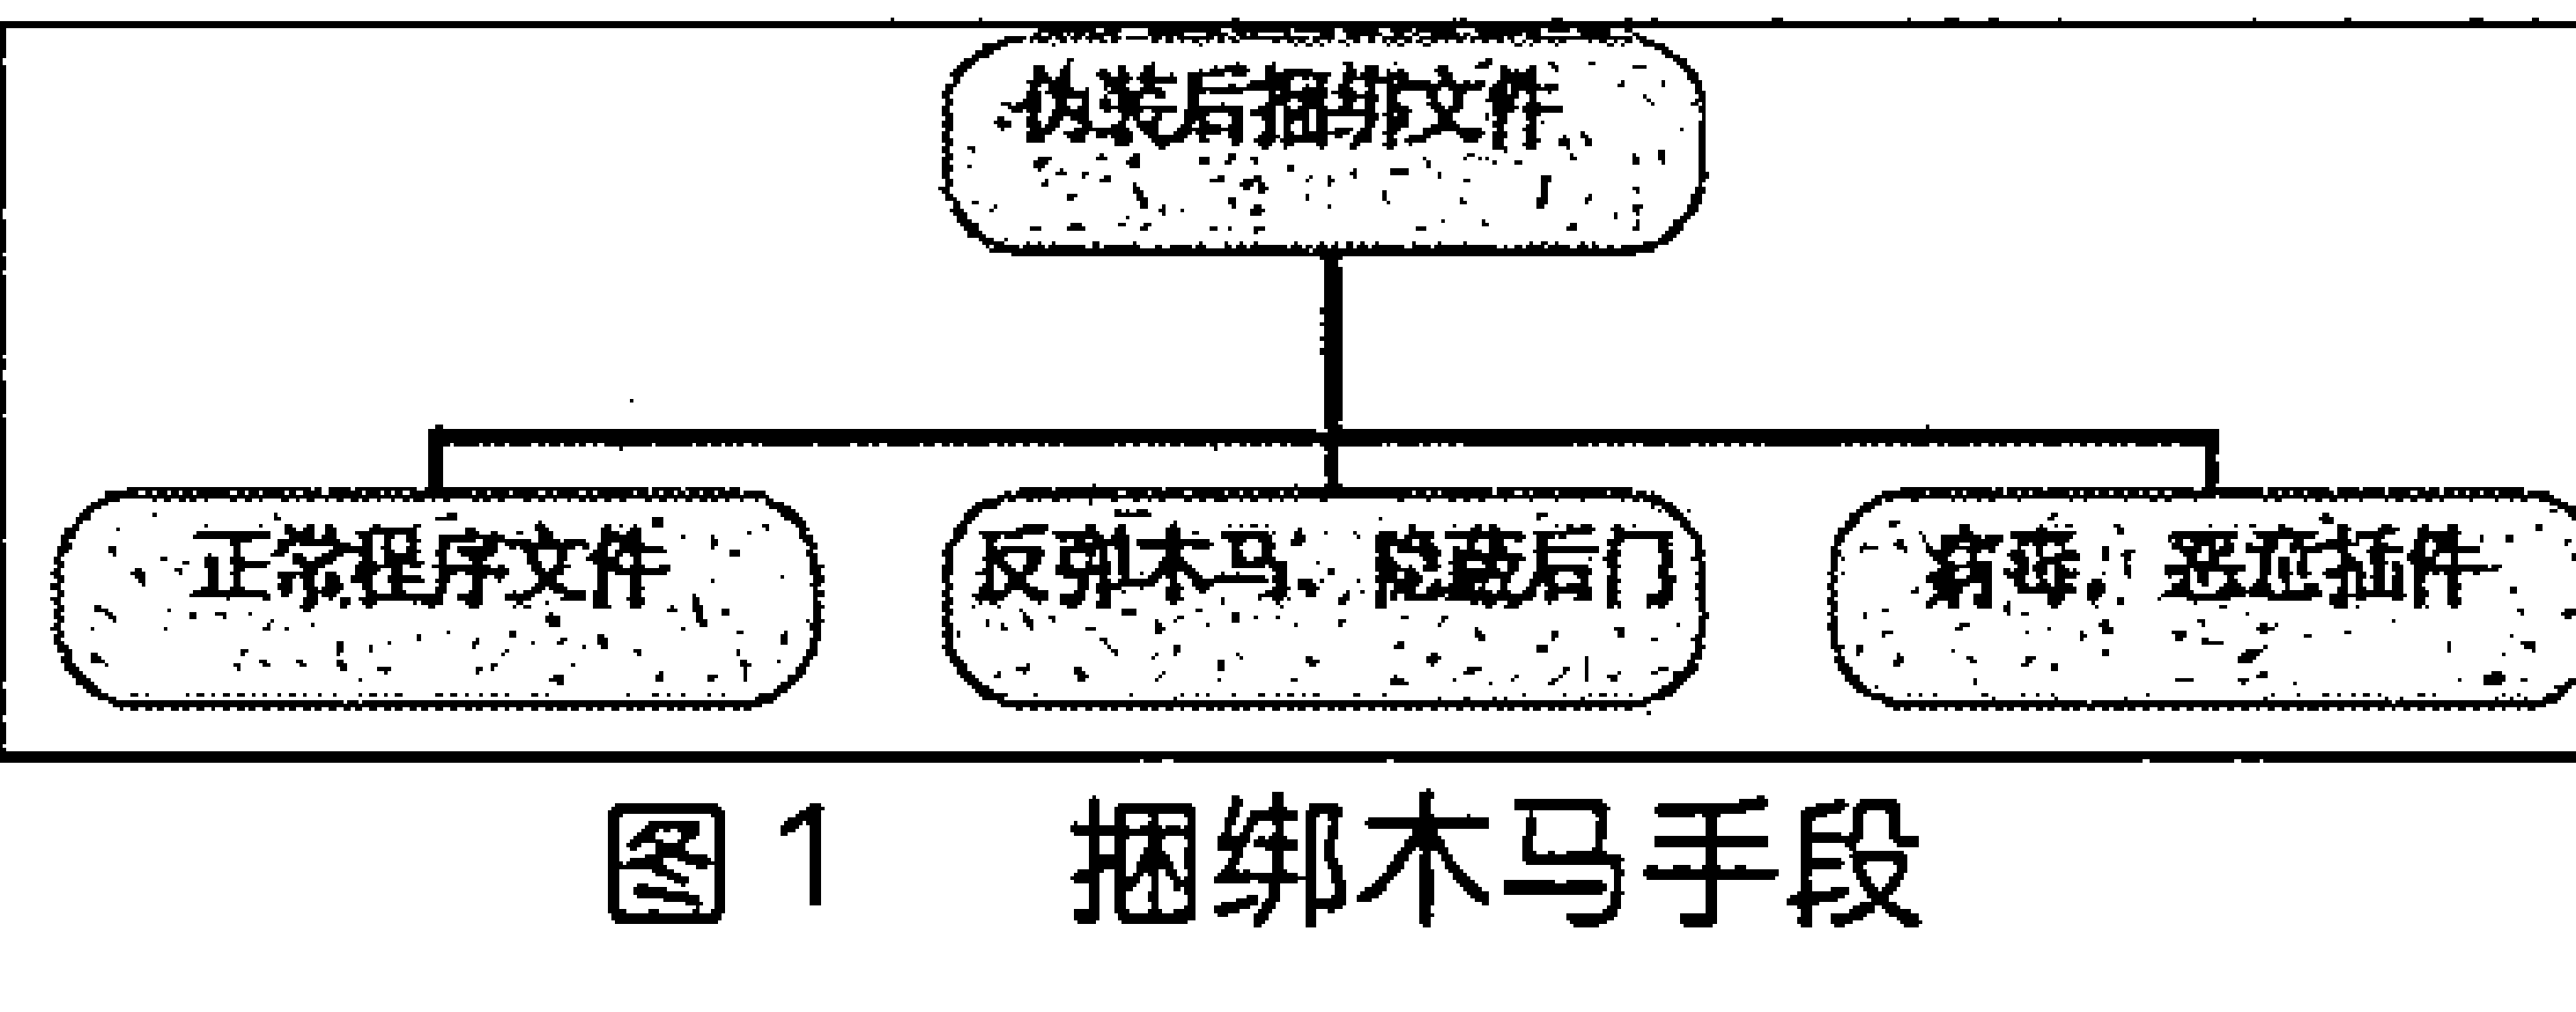 伪装后捆绑文件
正常程序文件
反弹木马、隐蔽后门
病毒、恶意插件
图1 捆绑木马手段